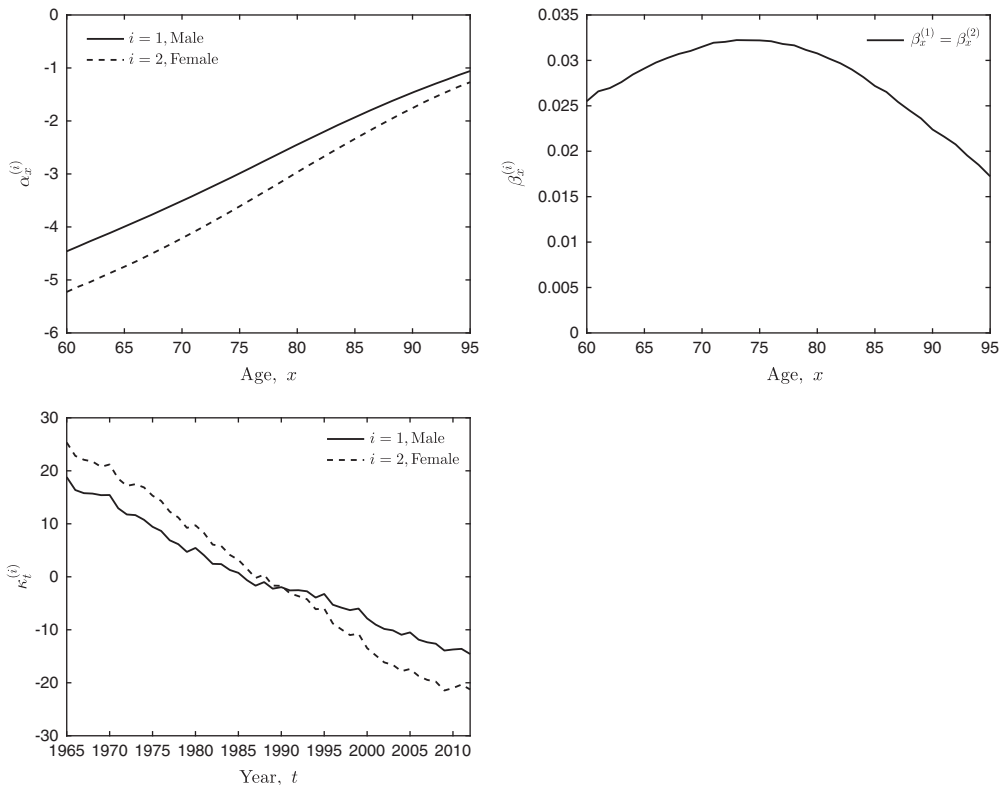 0
-1
-2
-3
-4
-5
-6
60 65 70 75 80 85 90 95
α_x^{(i)}
Age, x
i = 1, Male
i = 2, Female
0.035
0.03
0.025
0.02
0.015
0.01
0.005
0
60 65 70 75 80 85 90 95
β_x^{(i)}
Age, x
β_x^{(1)} = β_x^{(2)}
30
20
10
0
-10
-20
-30
1965 1970 1975 1980 1985 1990 1995 2000 2005 2010
κ_t^{(i)}
Year, t
i = 1, Male
i = 2, Female